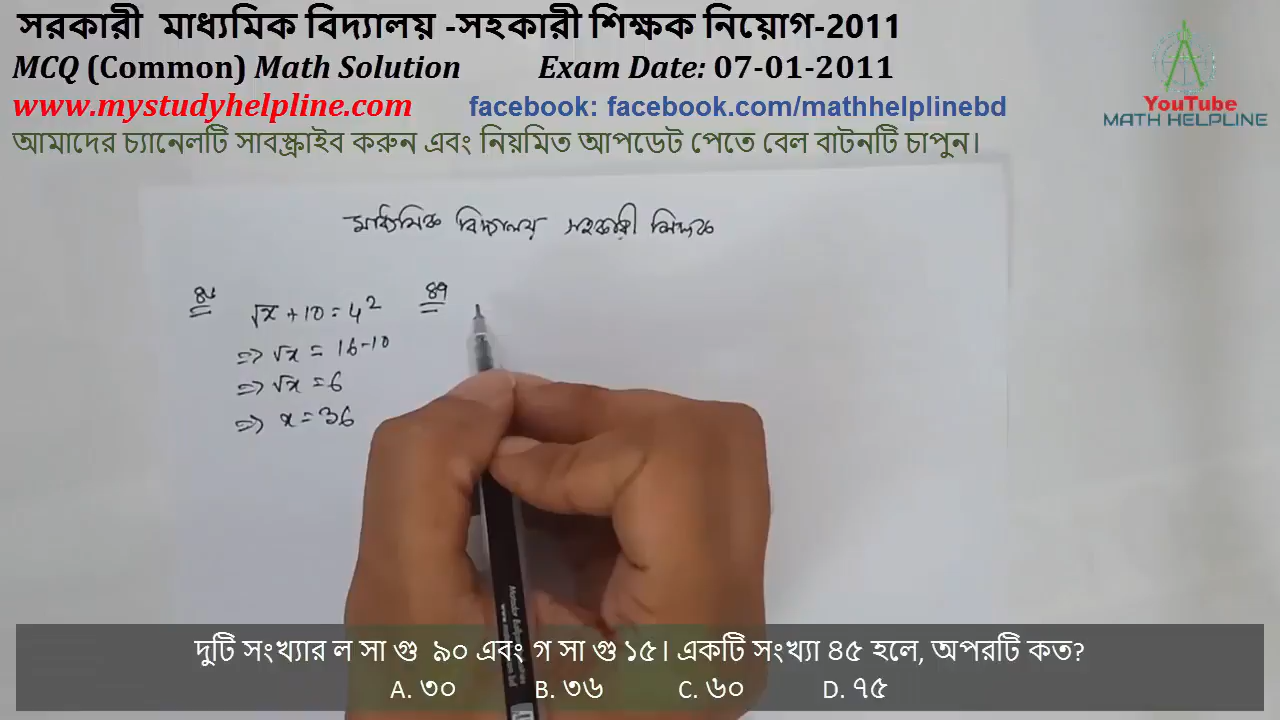 সরকারী মাধ্যমিক বিদ্যালয় -সহকারী শিক্ষক নিয়োগ-2011
MCQ (Common) Math Solution Exam Date: 07-01-2011
www.mystudyhelpline.com facebook: facebook.com/mathhelplinebd
আমাদের চ্যানেলটি সাবস্ক্রাইব করুন এবং নিয়মিত আপডেট পেতে বেল বাটনটি চাপুন।
YouTube
MATH HELPLINE
মাধ্যমিক বিদ্যালয় সহকারী শিক্ষক
৪৭
√x + 10 = 4²
=> √x = 16-10
=> √x = 6
=> x = 36
দুটি সংখ্যার ল সা গু ৯০ এবং গ সা গু ১৫। একটি সংখ্যা ৪৫ হলে, অপরটি কত?
A. ৩০ B. ৩৬ C. ৬০ D. ৭৫